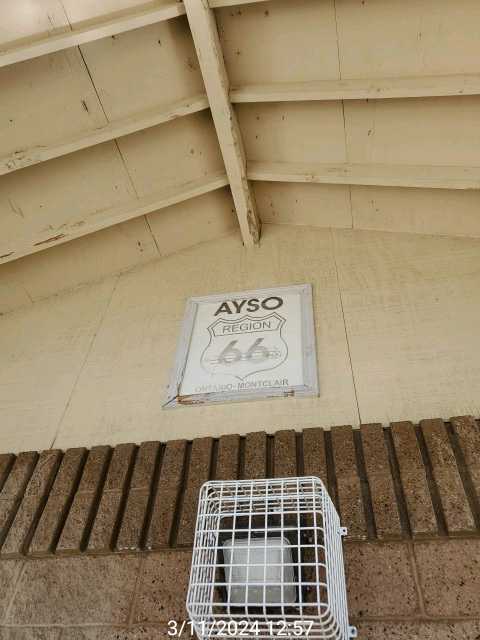 AYSO
REGION
66
ONTARIO-MONTCLAIR
3/11/2024 12:57